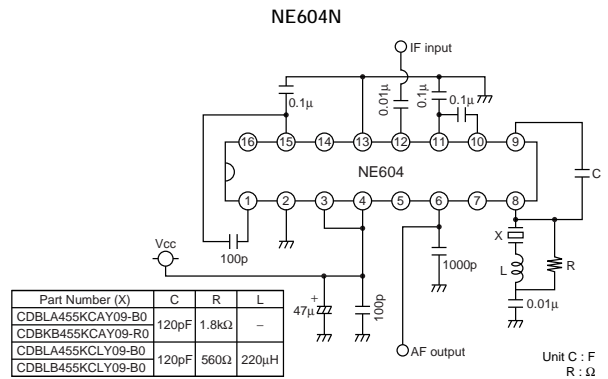 NE604N
IF input
0.1μ
0.01μ
0.1μ
0.1μ
16 15 14 13 12 11 10 9
NE604
C
1 2 3 4 5 6 7 8
100p
Vcc
X
L
R
1000p
0.01μ
+
47μ
100p
AF output
Part Number (X) C R L
CDBLA455KCAY09-B0 120pF 1.8kΩ –
CDBKB455KCAY09-R0
CDBLA455KCLY09-B0 120pF 560Ω 220μH
CDBLB455KCLY09-B0
Unit C : F
R : Ω